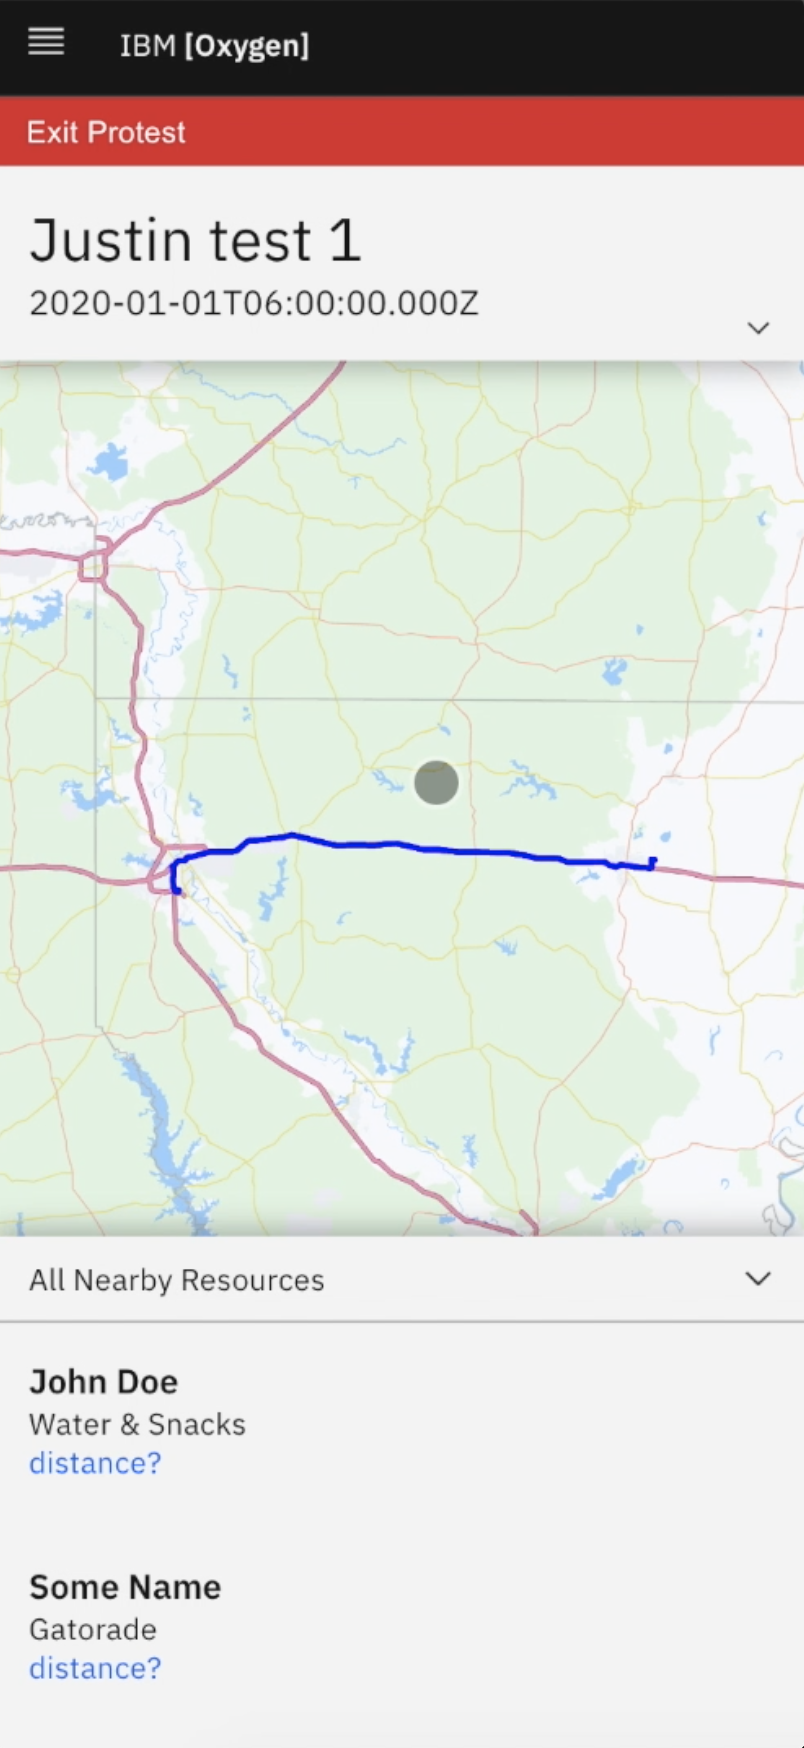 IBM [Oxygen]
Exit Protest
Justin test 1
2020-01-01T06:00:00.000Z
All Nearby Resources
John Doe
Water & Snacks
distance?
Some Name
Gatorade
distance?